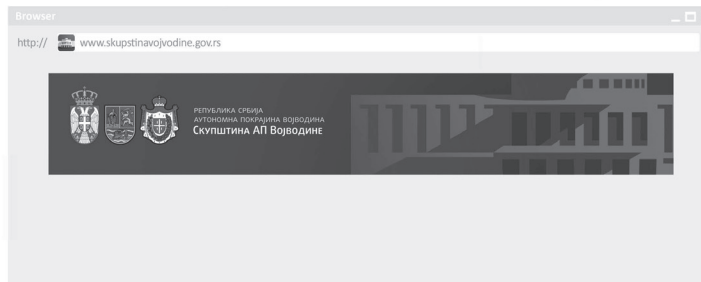 Browser
http:// www.skupstinavojvodine.gov.rs
РЕПУБЛИКА СРБИЈА
АУТОНОМНА ПОКРАЈИНА ВОЈВОДИНА
СКУПШТИНА АП ВОЈВОДИНЕ